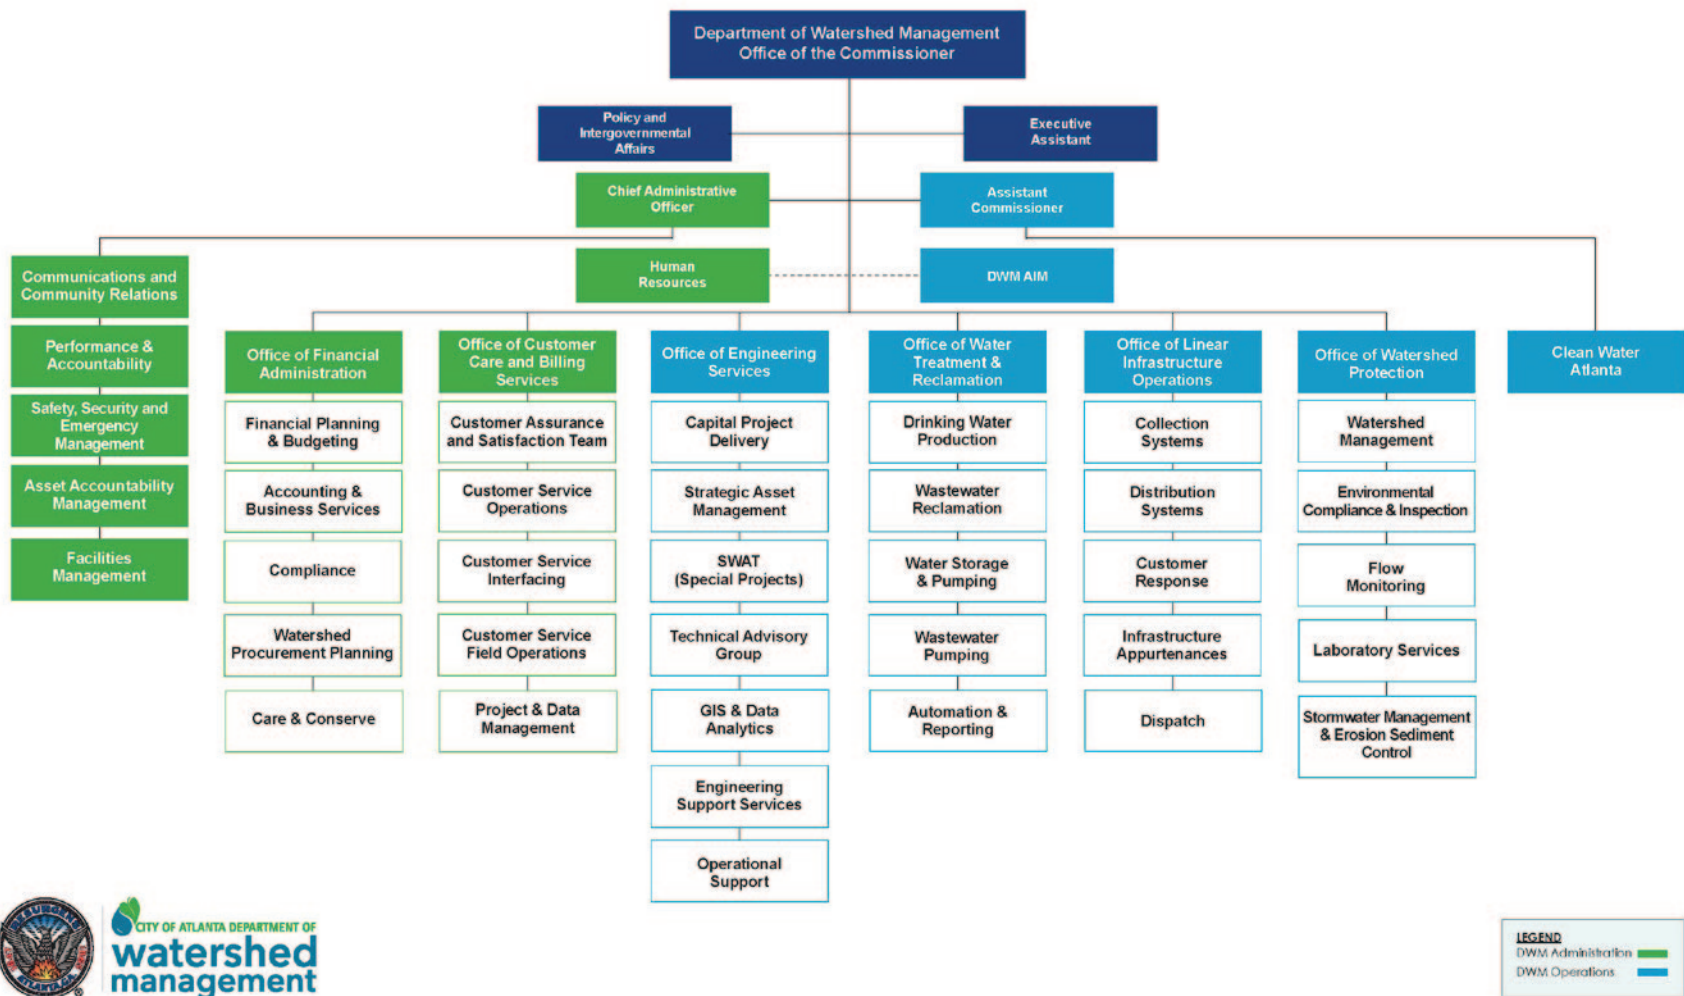 Department of Watershed Management
Office of the Commissioner
Policy and
Intergovernmental
Affairs
Executive
Assistant
Chief Administrative
Officer
Assistant
Commissioner
Human
Resources
DWM AIM
Communications and
Community Relations
Performance &
Accountability
Safety, Security and
Emergency
Management
Asset Accountability
Management
Facilities
Management
Office of Financial
Administration
Financial Planning
& Budgeting
Accounting &
Business Services
Compliance
Watershed
Procurement Planning
Care & Conserve
Office of Customer
Care and Billing
Services
Customer Assurance
and Satisfaction Team
Customer Service
Operations
Customer Service
Interfacing
Customer Service
Field Operations
Project & Data
Management
Office of Engineering
Services
Capital Project
Delivery
Strategic Asset
Management
SWAT
(Special Projects)
Technical Advisory
Group
GIS & Data
Analytics
Engineering
Support Services
Operational
Support
Office of Water
Treatment &
Reclamation
Drinking Water
Production
Wastewater
Reclamation
Water Storage
& Pumping
Wastewater
Pumping
Automation &
Reporting
Office of Linear
Infrastructure
Operations
Collection
Systems
Distribution
Systems
Customer
Response
Infrastructure
Appurtenances
Dispatch
Office of Watershed
Protection
Watershed
Management
Environmental
Compliance & Inspection
Flow
Monitoring
Laboratory Services
Stormwater Management
& Erosion Sediment
Control
Clean Water
Atlanta
RESURGENS
ATLANTA, GA.
®
CITY OF ATLANTA DEPARTMENT OF
watershed
management
LEGEND
DWM Administration
DWM Operations